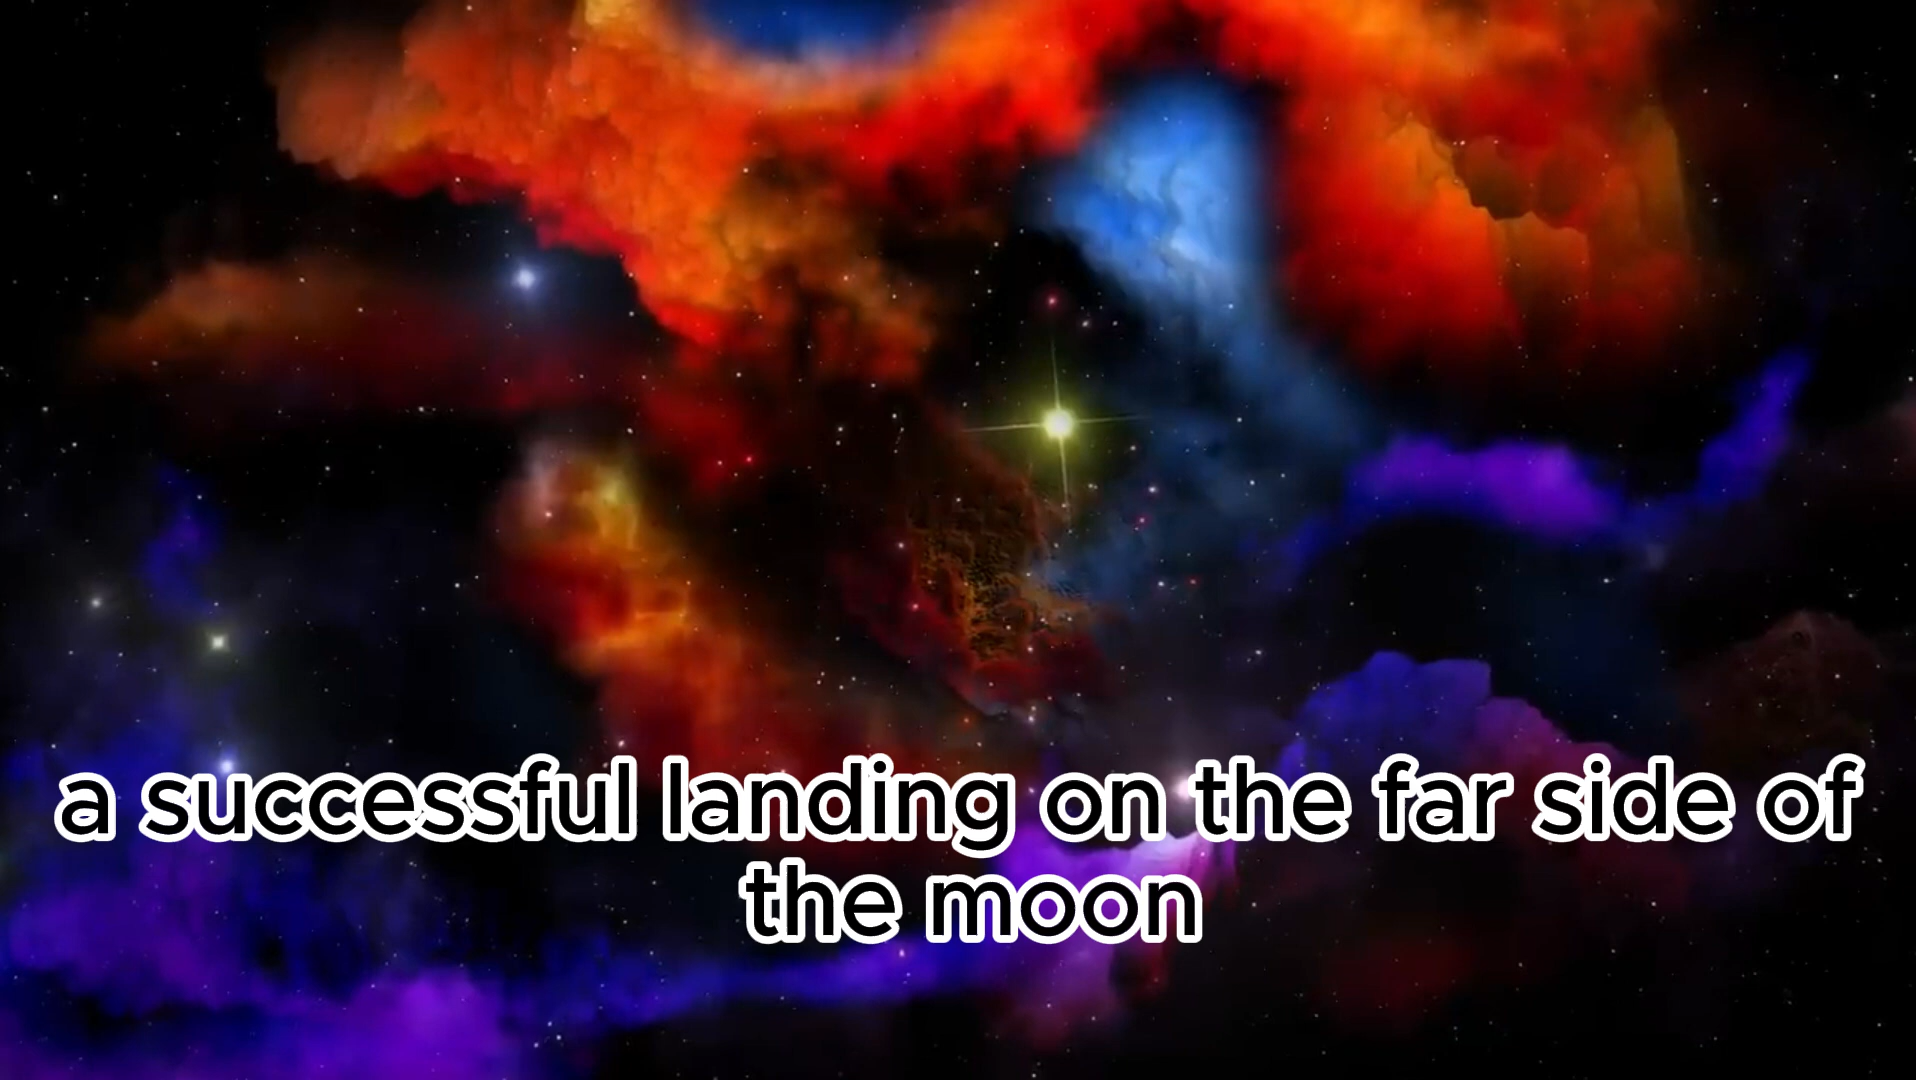 a successful landing on the far side of
the moon